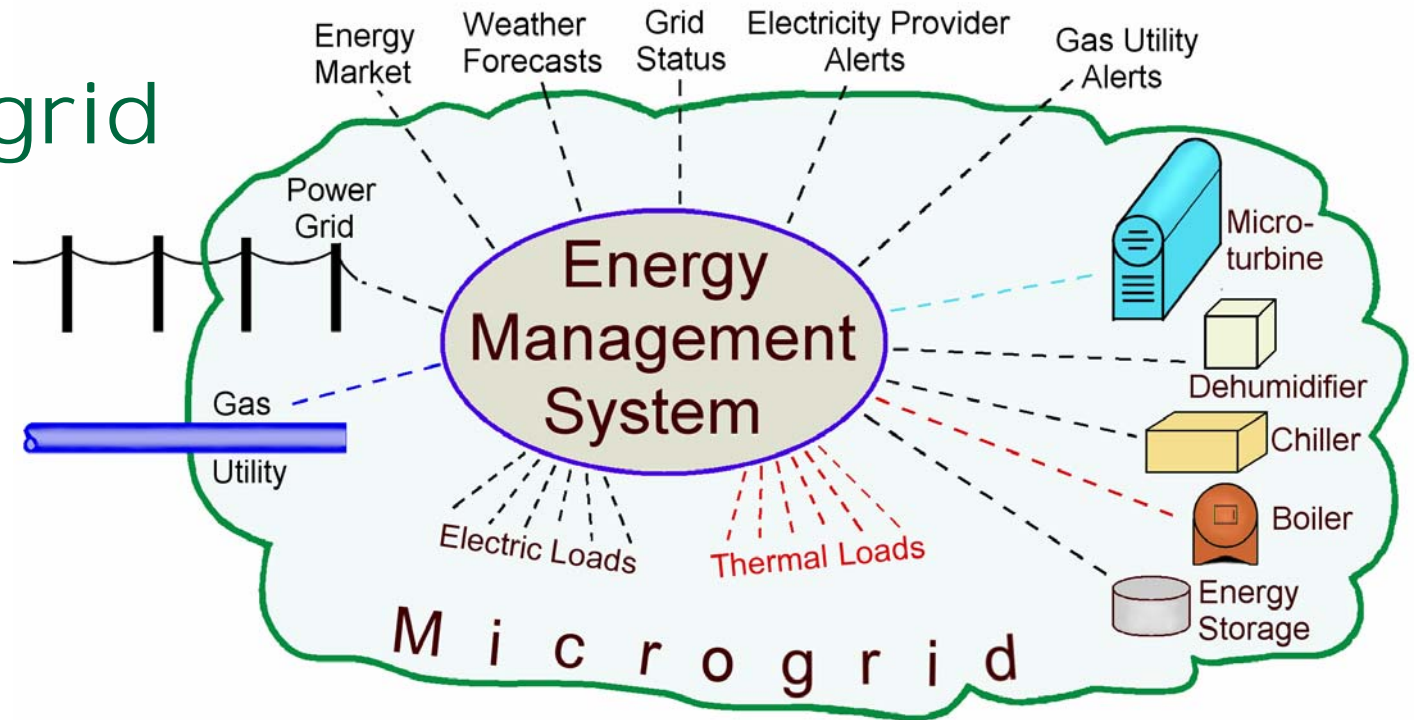 Energy
Market
Weather
Forecasts
Grid
Status
Electricity Provider
Alerts
Gas Utility
Alerts
grid
Power
Grid
Energy
Management
System
Micro-
turbine
Dehumidifier
Chiller
Boiler
Energy
Storage
Gas
Utility
Electric Loads
Thermal Loads
Microgrid